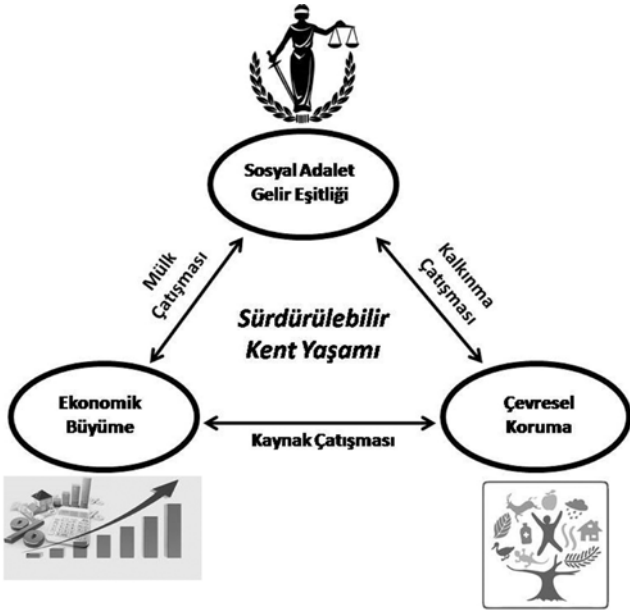 Sosyal Adalet
Gelir Eşitliği
Mülk
Çatışması
Kalkınma
Çatışması
Sürdürülebilir
Kent Yaşamı
Ekonomik
Büyüme
Çevresel
Koruma
Kaynak Çatışması
%